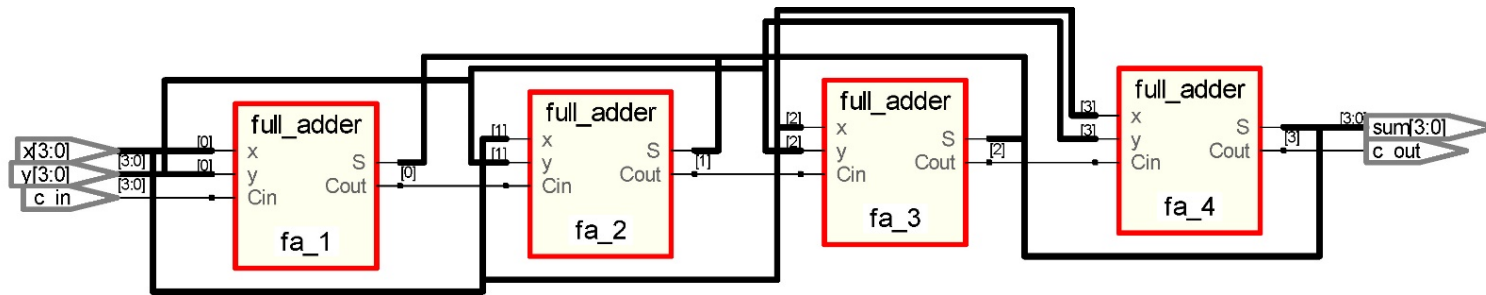 x[3:0]
[3:0]
y[3:0]
[3:0]
c_in
[0]
[0]
full_adder
x
y
Cin
S
Cout
fa_1
[0]
[1]
[1]
full_adder
x
y
Cin
S
Cout
fa_2
[1]
[2]
[2]
full_adder
x
y
Cin
S
Cout
fa_3
[2]
[3]
[3]
full_adder
x
y
Cin
S
Cout
fa_4
[3]
[3:0]
sum[3:0]
c_out